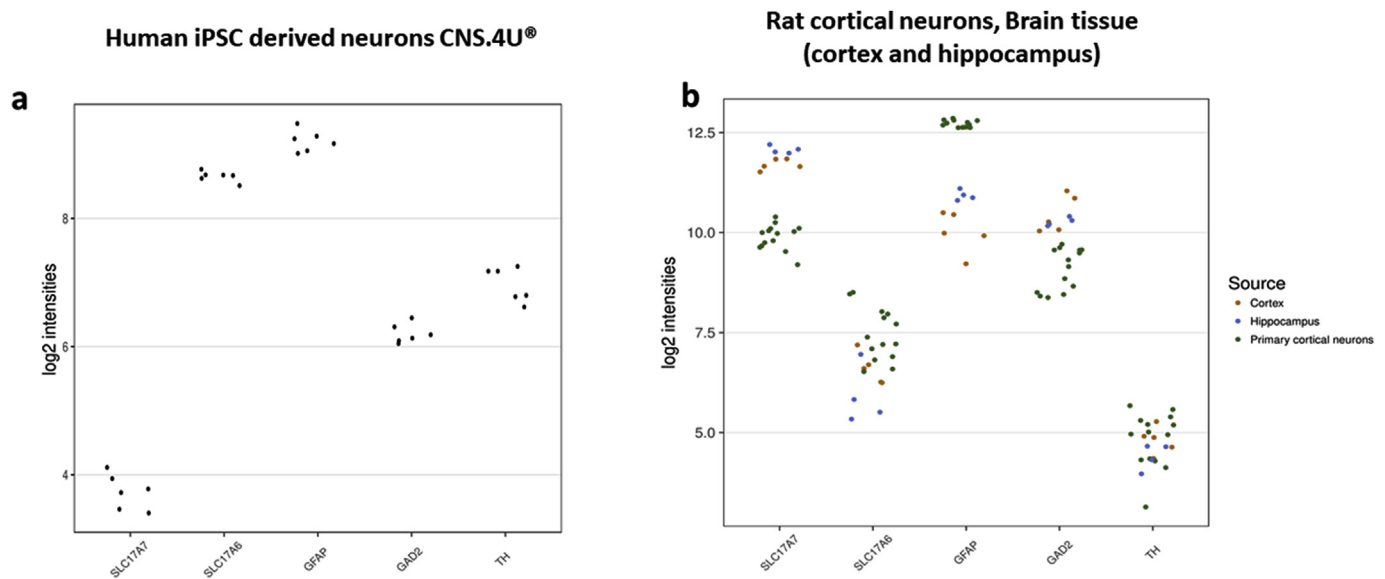 Human iPSC derived neurons CNS.4U®
Rat cortical neurons, Brain tissue
(cortex and hippocampus)
a
log2 intensities
8
6
4
SLC17A7
SLC17A6
GFAP
GAD2
TH
b
log2 intensities
12.5
10.0
7.5
5.0
SLC17A7
SLC17A6
GFAP
GAD2
TH
Source
Cortex
Hippocampus
Primary cortical neurons